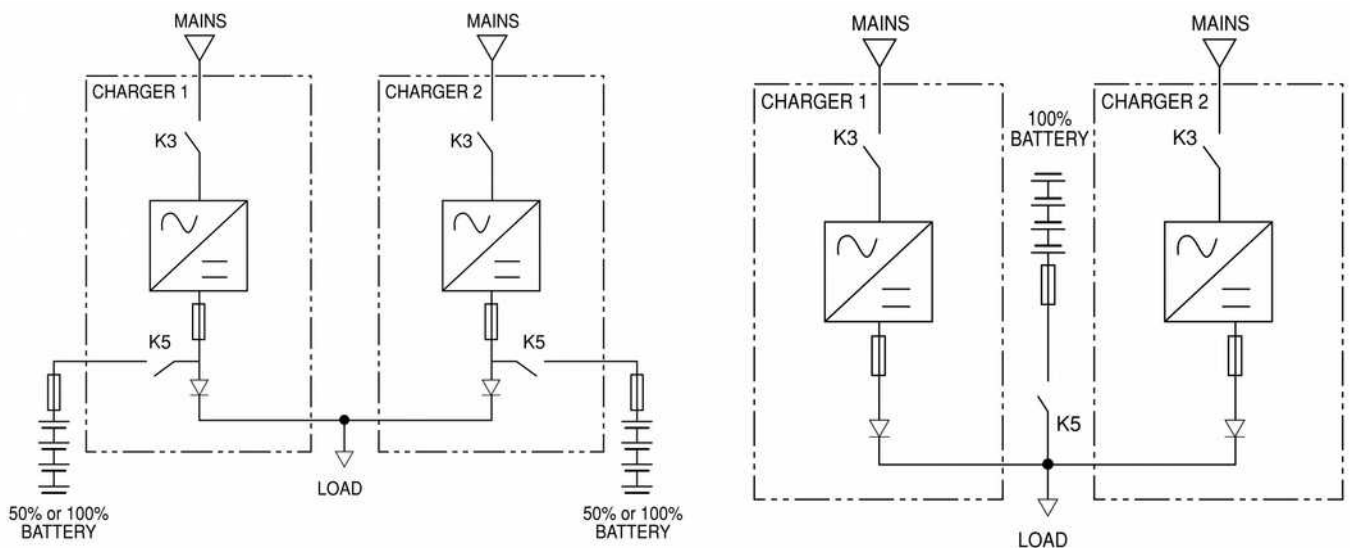 MAINS
MAINS
CHARGER 1
CHARGER 2
K3
K3
K5
K5
LOAD
50% or 100%
BATTERY
50% or 100%
BATTERY
MAINS
MAINS
CHARGER 1
CHARGER 2
100%
BATTERY
K3
K3
K5
LOAD